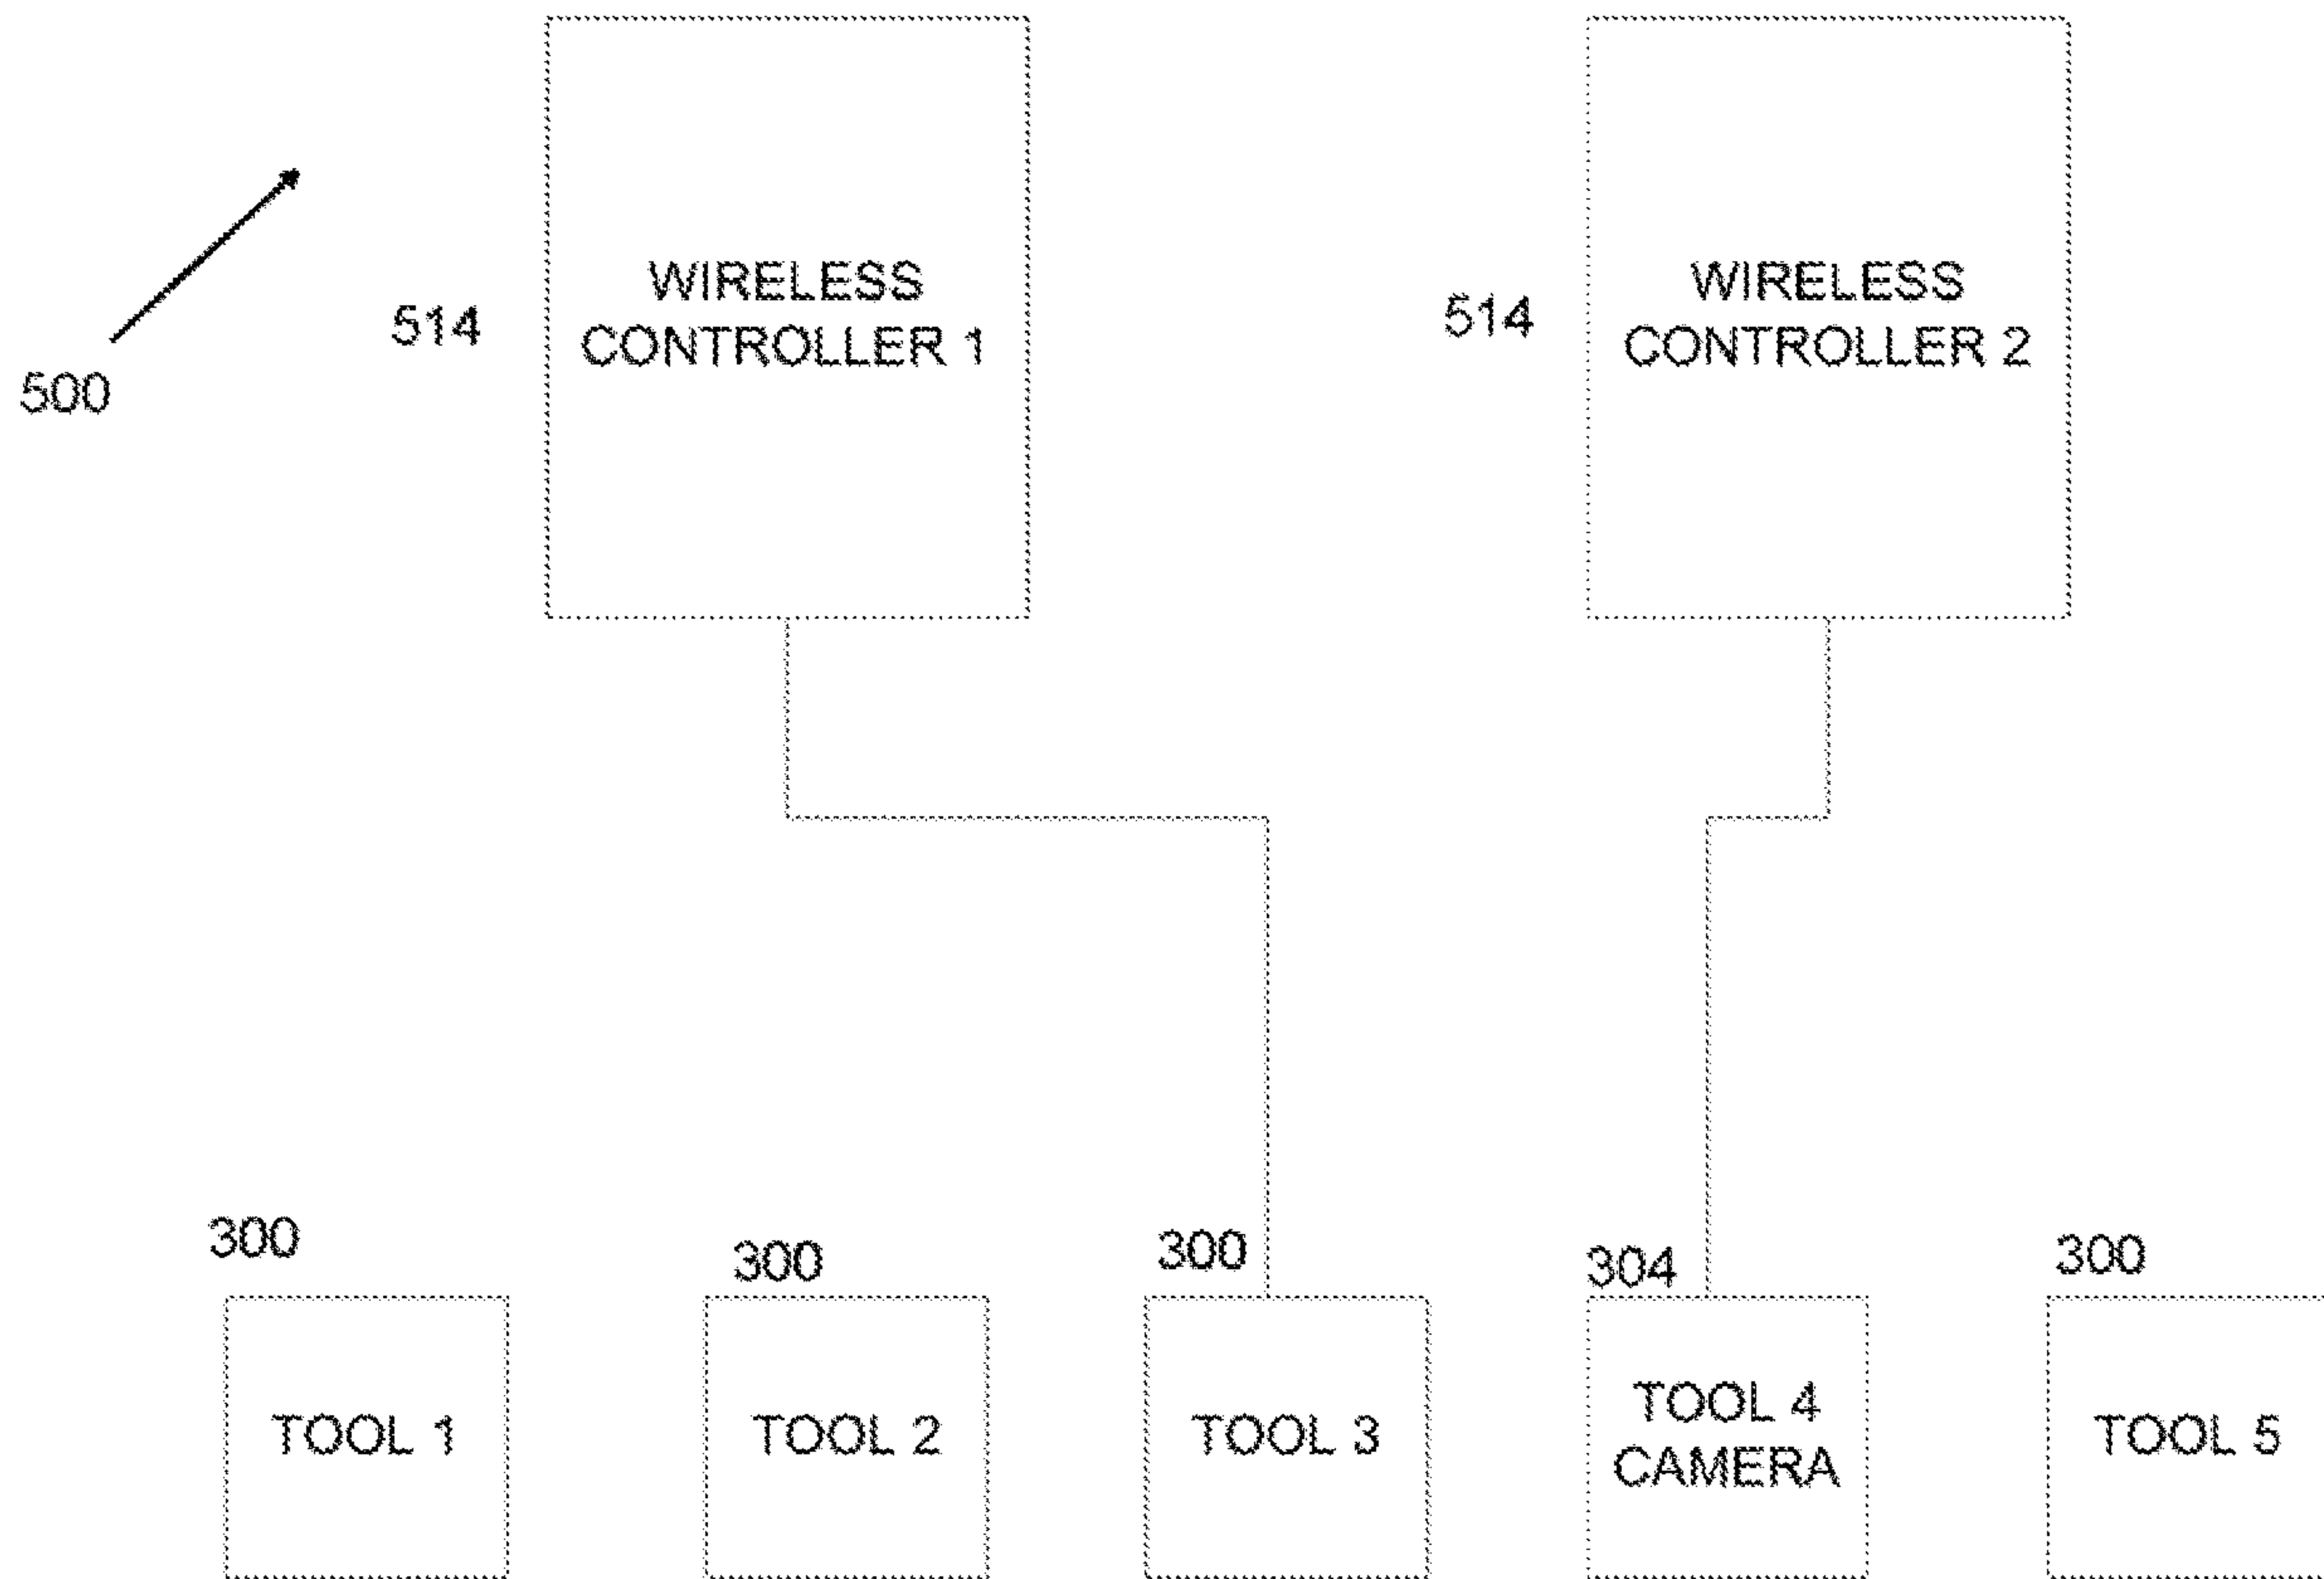 500
514
WIRELESS
CONTROLLER 1
514
WIRELESS
CONTROLLER 2
300
TOOL 1
300
TOOL 2
300
TOOL 3
304
TOOL 4
CAMERA
300
TOOL 5